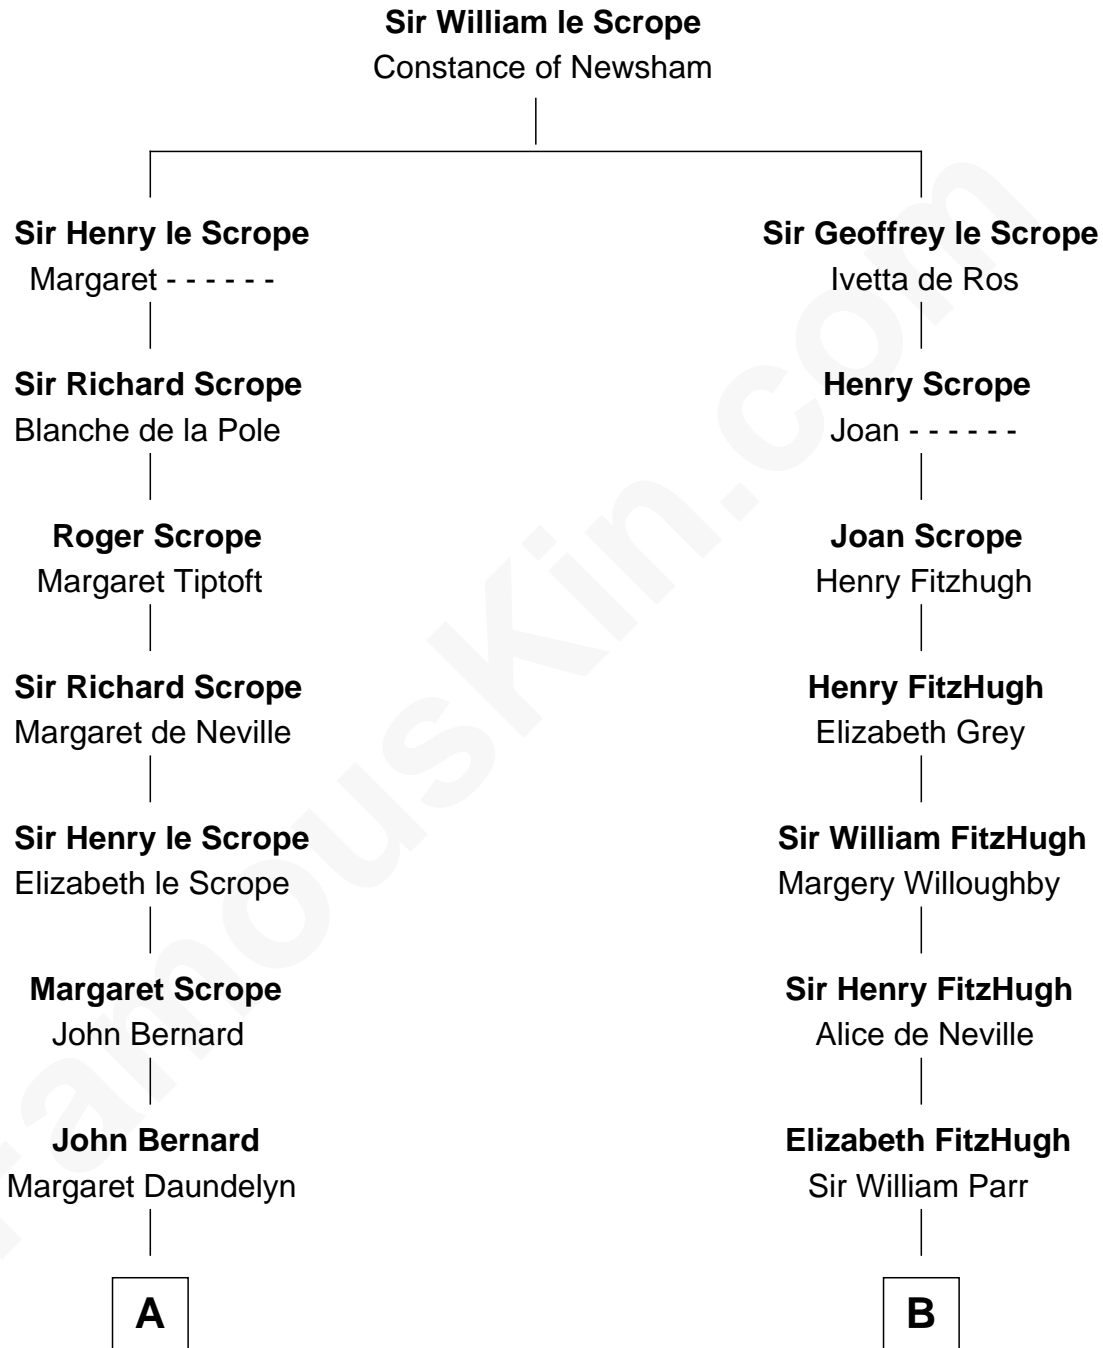 Sir William le Scrope
Constance of Newsham
Sir Henry le Scrope
Margaret - - - - - -
Sir Geoffrey le Scrope
Ivetta de Ros
Sir Richard Scrope
Blanche de la Pole
Henry Scrope
Joan - - - - - -
Roger Scrope
Margaret Tiptoft
Joan Scrope
Henry Fitzhugh
Sir Richard Scrope
Margaret de Neville
Henry FitzHugh
Elizabeth Grey
Sir Henry le Scrope
Elizabeth le Scrope
Sir William FitzHugh
Margery Willoughby
Margaret Scrope
John Bernard
Sir Henry FitzHugh
Alice de Neville
John Bernard
Margaret Daundelyn
Elizabeth FitzHugh
Sir William Parr
A
B
FamousKin.com